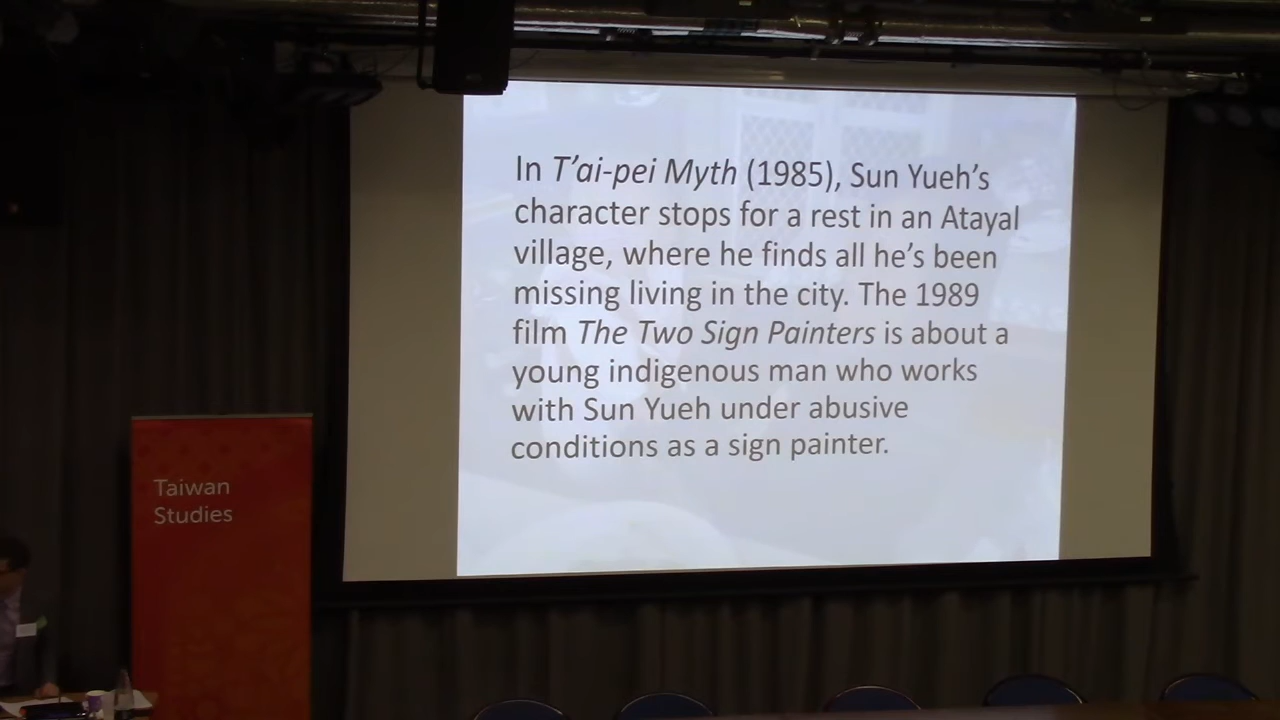 In T'ai-pei Myth (1985), Sun Yueh's
character stops for a rest in an Atayal
village, where he finds all he's been
missing living in the city. The 1989
film The Two Sign Painters is about a
young indigenous man who works
with Sun Yueh under abusive
conditions as a sign painter.
Taiwan
Studies